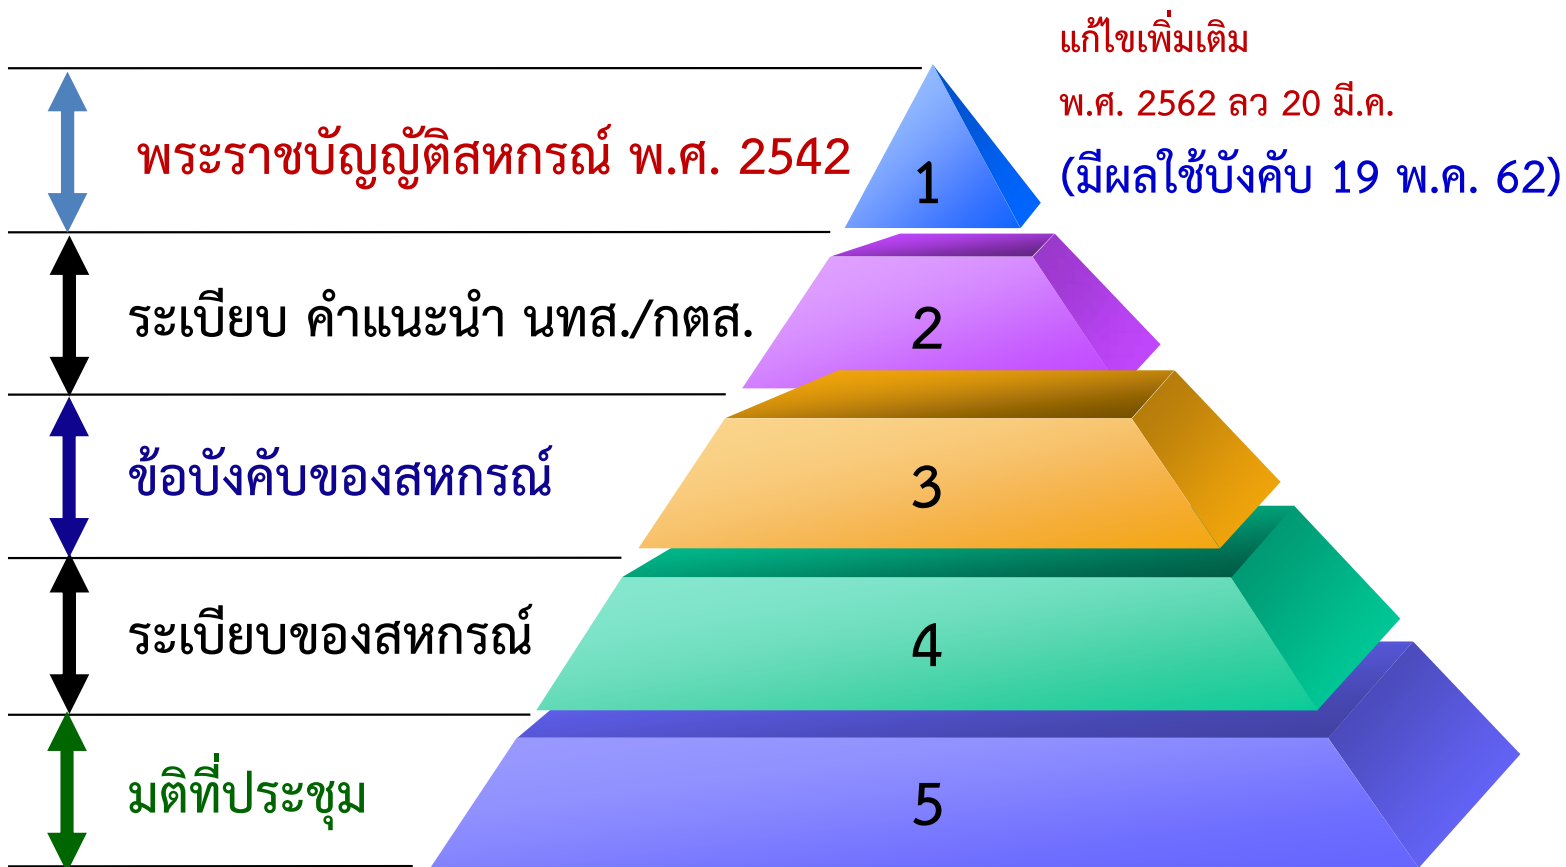 แก้ไขเพิ่มเติม
พ.ศ. 2562 ลว 20 มี.ค.
(มีผลใช้บังคับ 19 พ.ค. 62)
พระราชบัญญัติสหกรณ์ พ.ศ. 2542
1
ระเบียบ คำแนะนำ นทส./กตส.
2
ข้อบังคับของสหกรณ์
3
ระเบียบของสหกรณ์
4
มติที่ประชุม
5